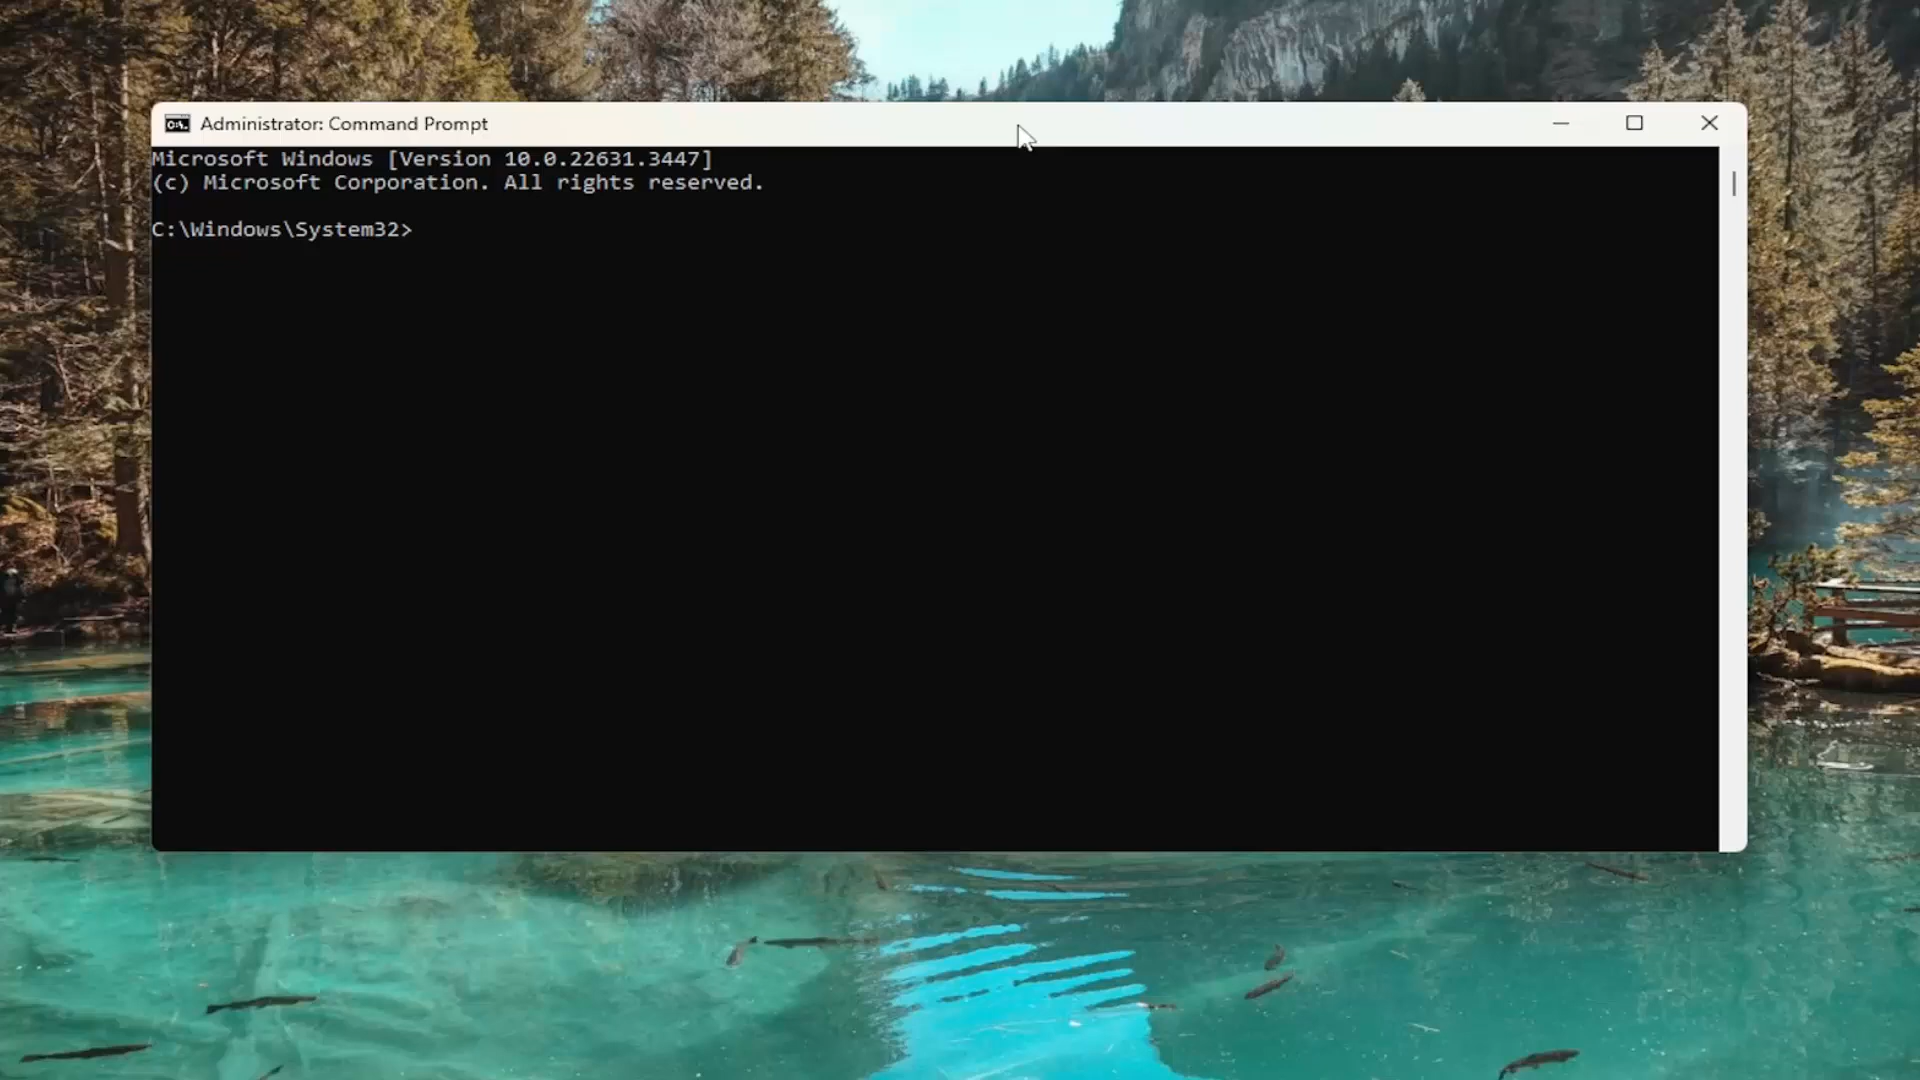 Administrator: Command Prompt
Microsoft Windows [Version 10.0.22631.3447]
(c) Microsoft Corporation. All rights reserved.
C:\Windows\System32>